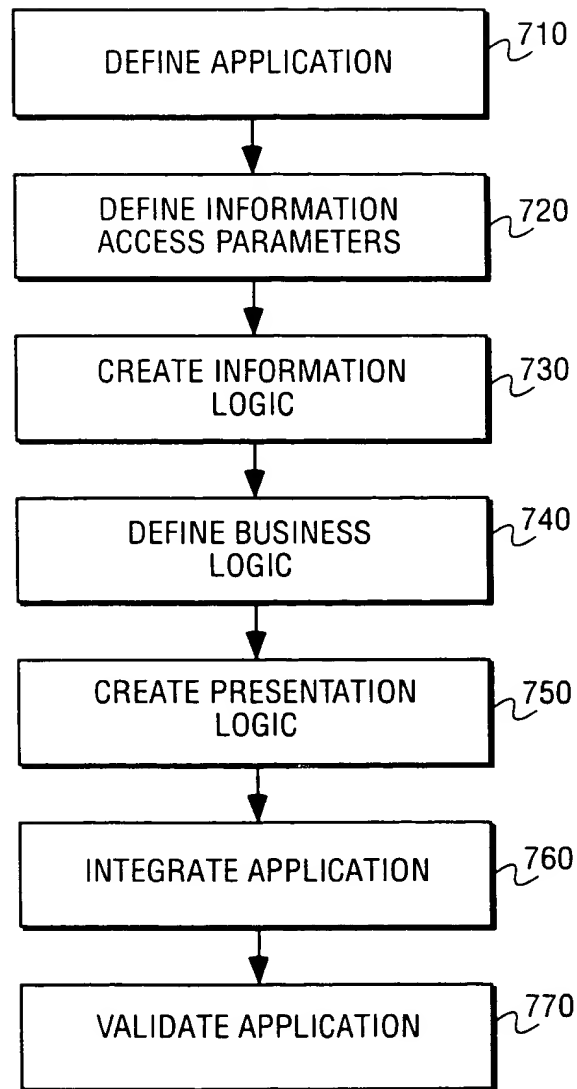 DEFINE APPLICATION
710
DEFINE INFORMATION
ACCESS PARAMETERS
720
CREATE INFORMATION
LOGIC
730
DEFINE BUSINESS
LOGIC
740
CREATE PRESENTATION
LOGIC
750
INTEGRATE APPLICATION
760
VALIDATE APPLICATION
770